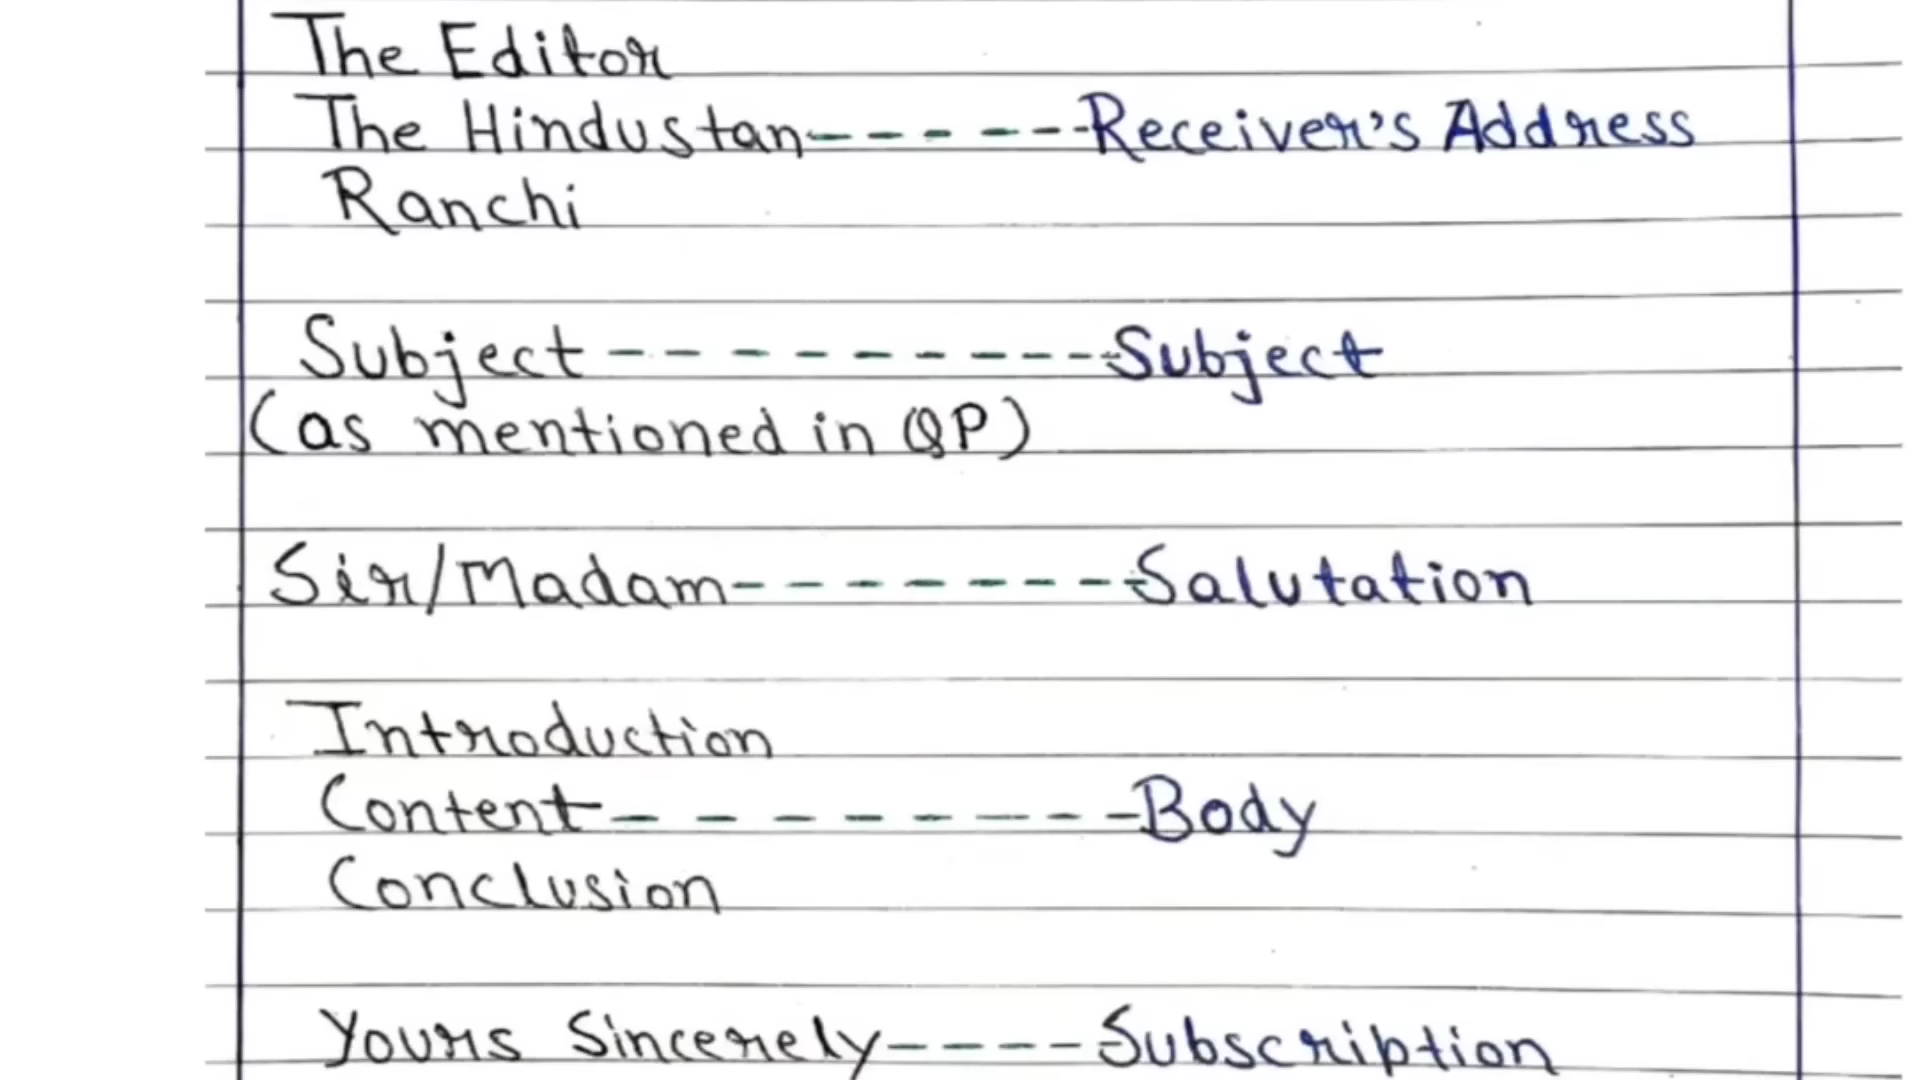 The Editor
The Hindustan------Receiver's Address
Ranchi
Subject----------Subject
(as mentioned in QP)
Sir/Madam-------Salutation
Introduction
Content--------Body
Conclusion
Yours Sincerely----Subscription